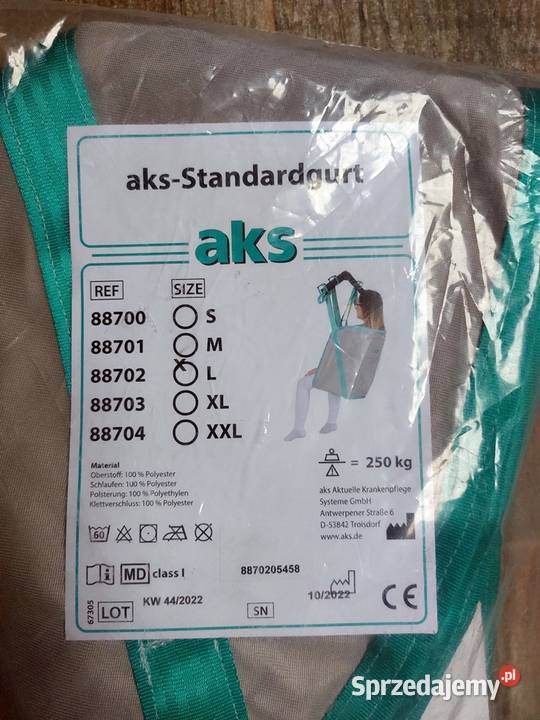 aks-Standardgurt
aks
REF SIZE
88700 S
88701 M
88702 x L
88703 XL
88704 XXL
= 250 kg
Material
Oberstoff: 100 % Polyester
Schlaufen: 100 % Polyester
Polsterung: 100 % Polyethylen
Klettverschluss: 100 % Polyester
aks Aktuelle Krankenpflege
Systeme GmbH
Antwerpener Straße 6
D-53842 Troisdorf
www.aks.de
60
MD class I
8870205458
67305
LOT KW 44/2022
SN
10/2022
CE
Sprzedajemy.pl